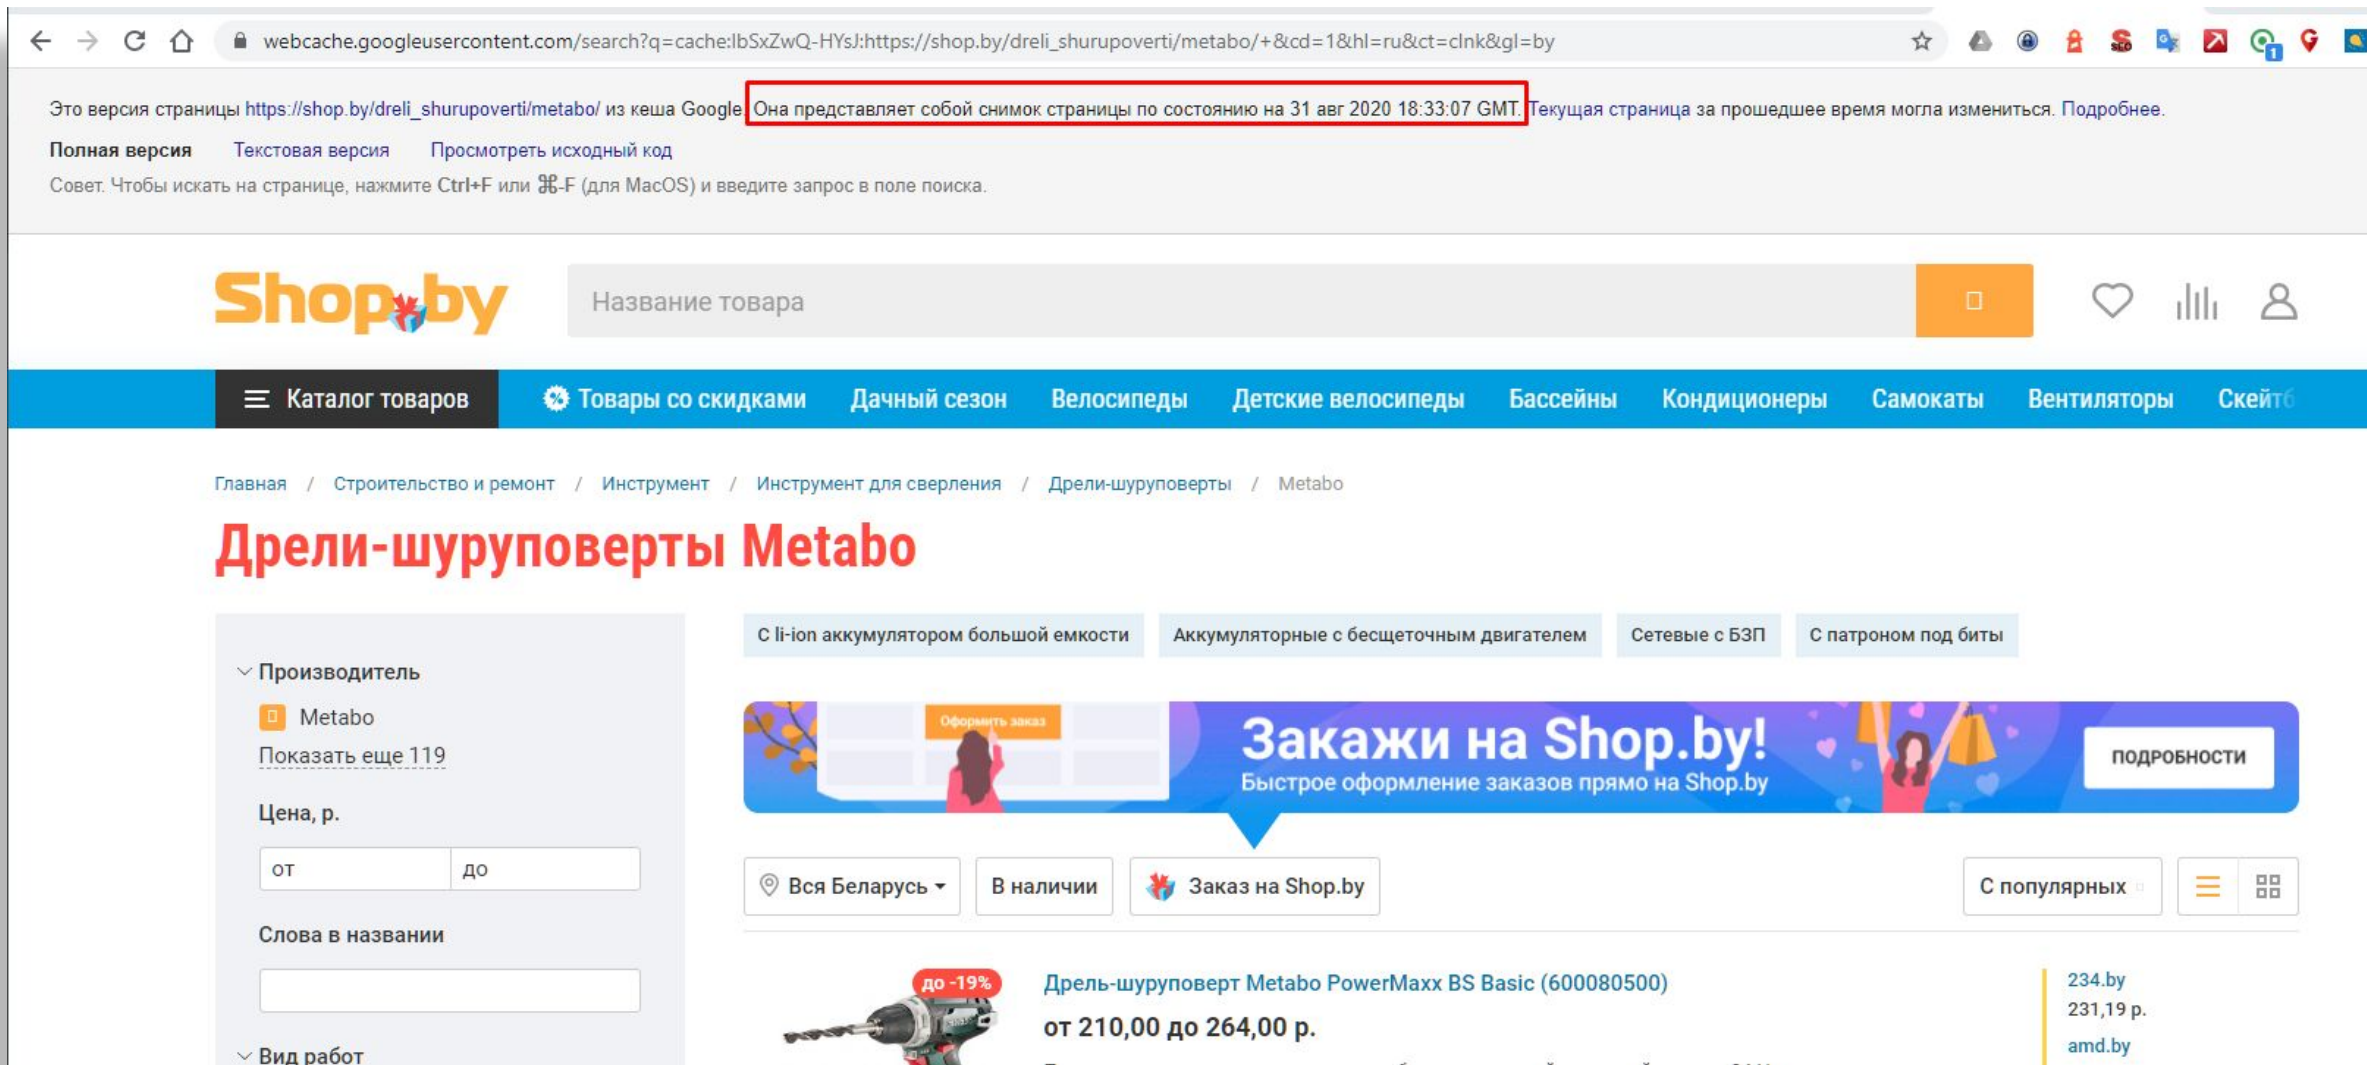 webcache.googleusercontent.com/search?q=cache:lbSxZwQ-HYsJ:https://shop.by/dreli_shurupoverti/metabo/+&cd=1&hl=ru&ct=clnk&gl=by
Это версия страницы https://shop.by/dreli_shurupoverti/metabo/ из кеша Google. Она представляет собой снимок страницы по состоянию на 31 авг 2020 18:33:07 GMT. Текущая страница за прошедшее время могла измениться. Подробнее.
Полная версия Текстовая версия Просмотреть исходный код
Совет. Чтобы искать на странице, нажмите Ctrl+F или ⌘-F (для MacOS) и введите запрос в поле поиска.
Shop.by Название товара
Каталог товаров Товары со скидками Дачный сезон Велосипеды Детские велосипеды Бассейны Кондиционеры Самокаты Вентиляторы Скейтб
Главная / Строительство и ремонт / Инструмент / Инструмент для сверления / Дрели-шуруповерты / Metabo
Дрели-шуруповерты Metabo
С li-ion аккумулятором большой емкости Аккумуляторные с бесщеточным двигателем Сетевые с БЗП С патроном под биты
Производитель
Metabo
Показать еще 119
Цена, р.
от до
Слова в названии
Вид работ
Оформить заказ
Закажи на Shop.by!
Быстрое оформление заказов прямо на Shop.by
ПОДРОБНОСТИ
Вся Беларусь В наличии Заказ на Shop.by С популярных
до -19%
Дрель-шуруповерт Metabo PowerMaxx BS Basic (600080500)
от 210,00 до 264,00 р.
234.by
231,19 р.
amd.by